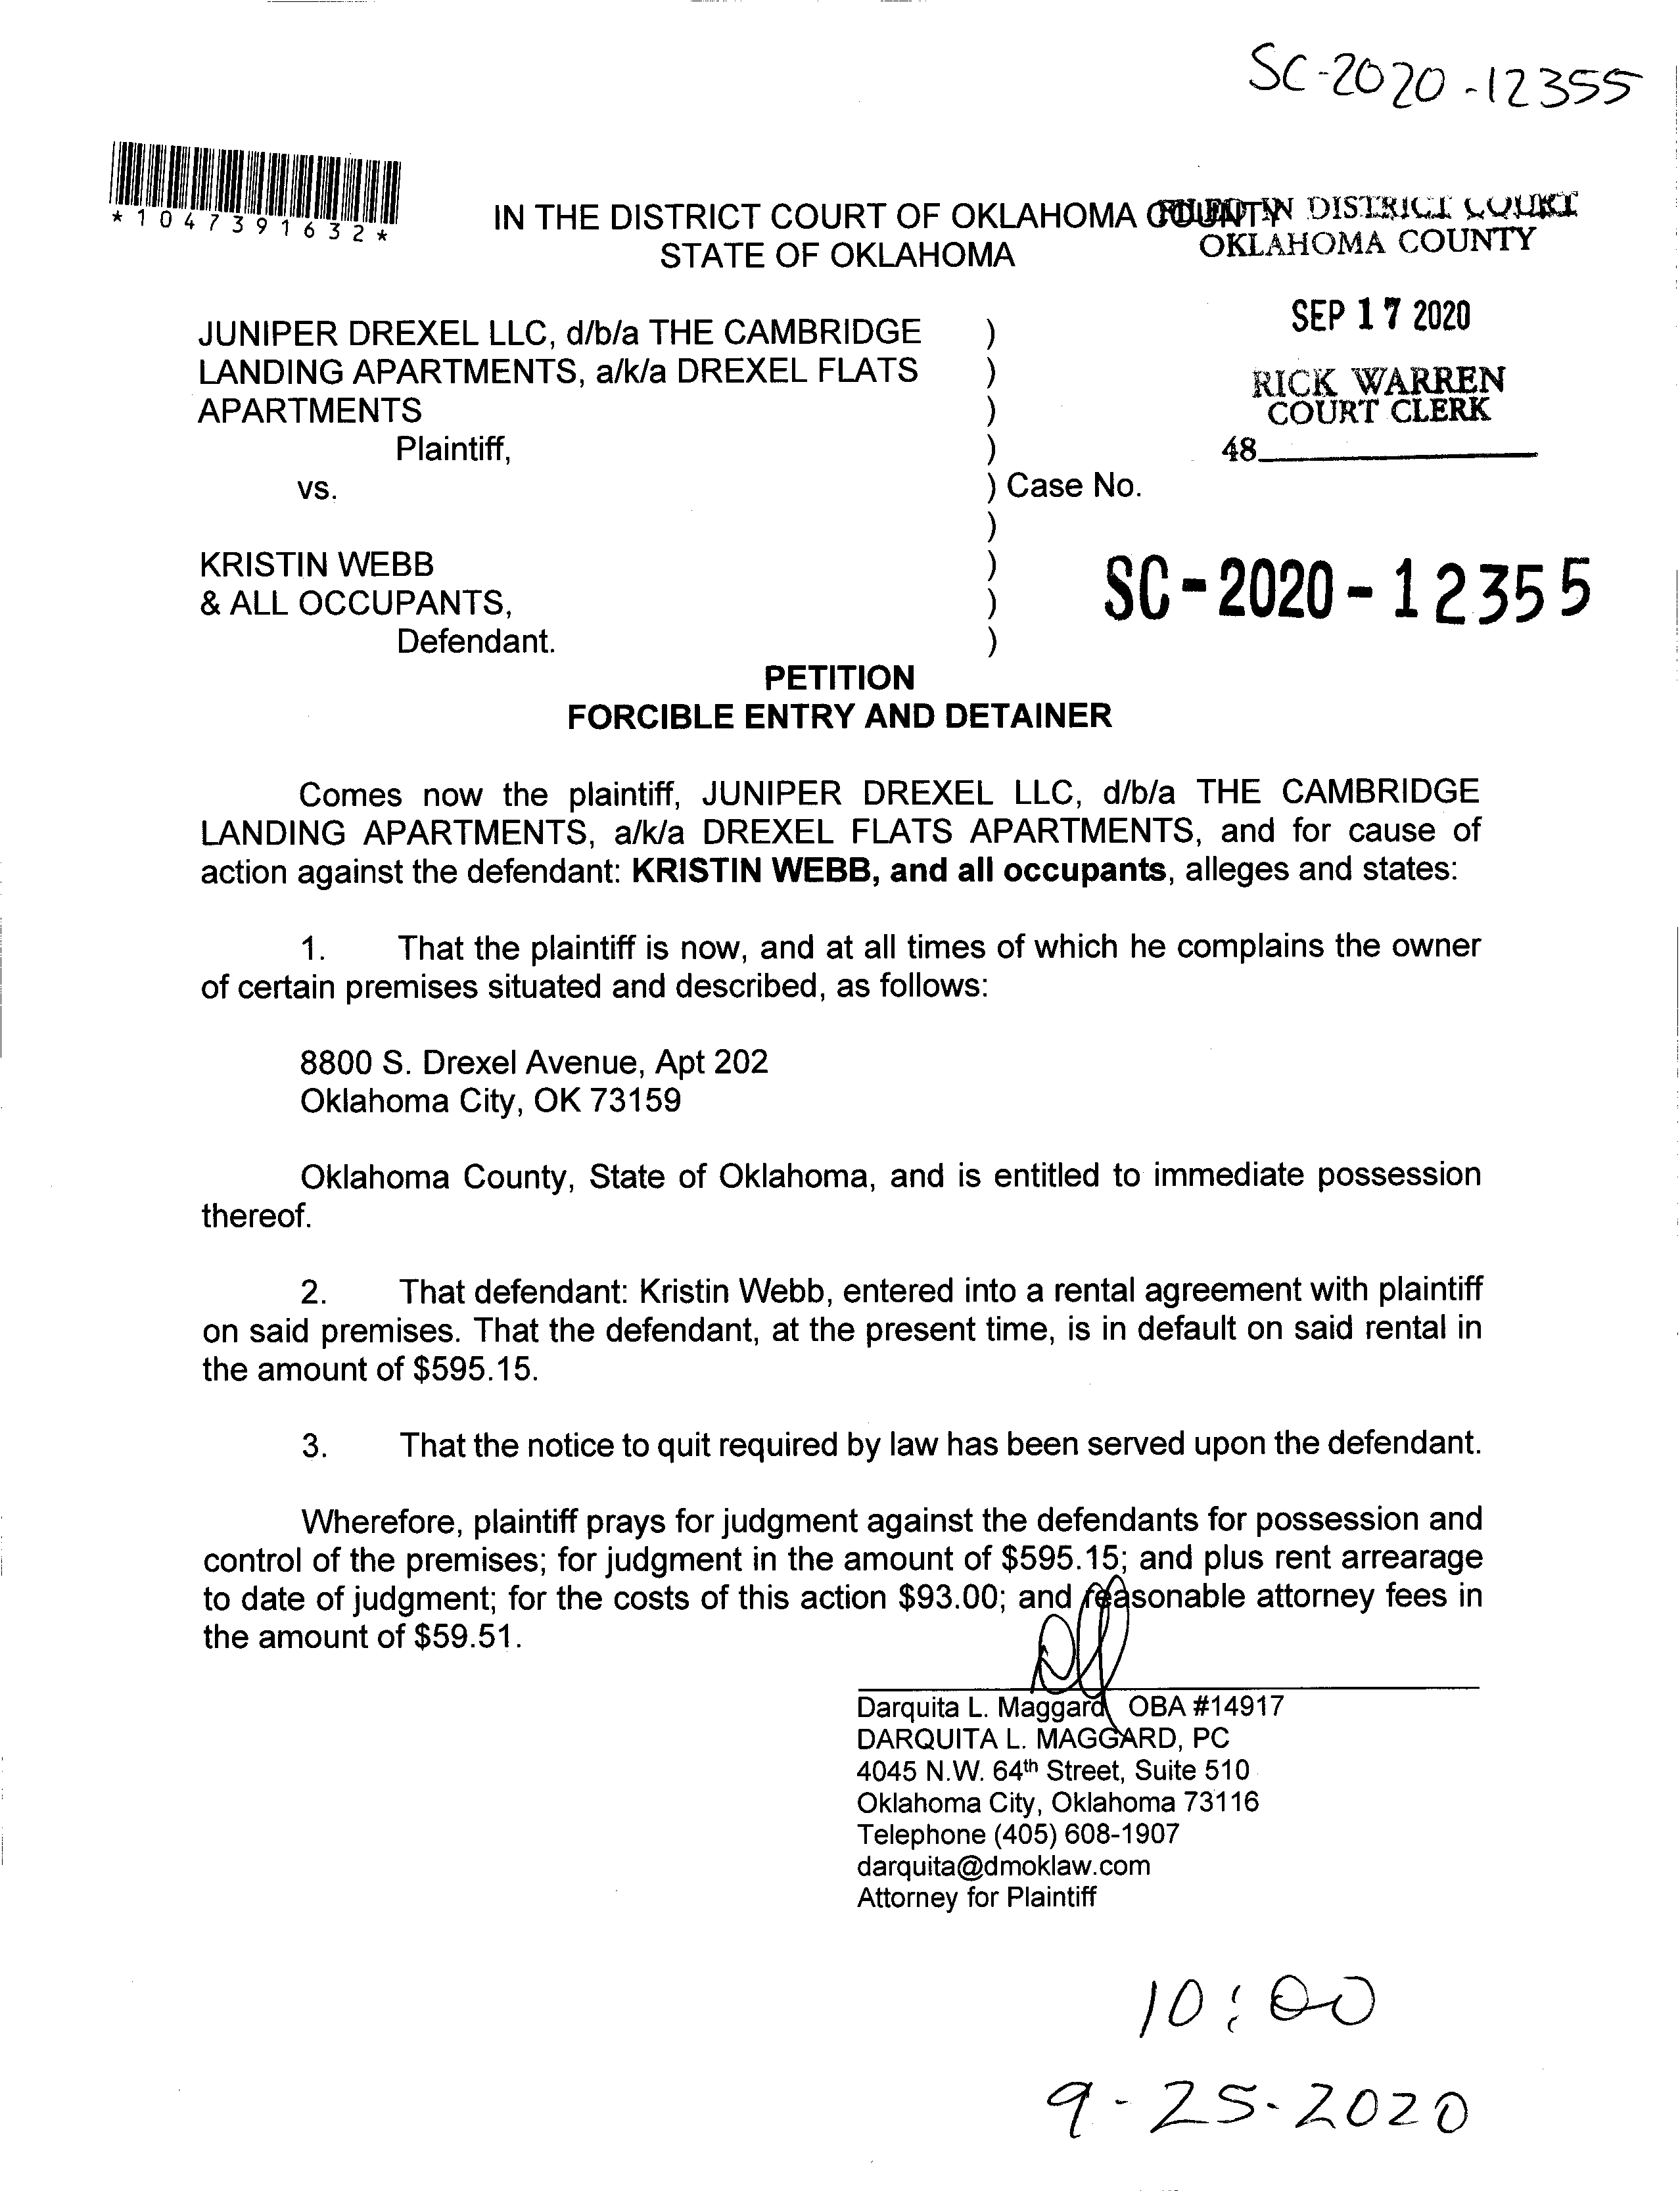 SC-2020-12355
*1047391632*
IN THE DISTRICT COURT OF OKLAHOMA COUNTY
STATE OF OKLAHOMA
FILED IN DISTRICT COURT
OKLAHOMA COUNTY
SEP 17 2020
RICK WARREN
COURT CLERK
48
JUNIPER DREXEL LLC, d/b/a THE CAMBRIDGE )
LANDING APARTMENTS, a/k/a DREXEL FLATS )
APARTMENTS )
Plaintiff, )
vs. ) Case No.
)
KRISTIN WEBB )
& ALL OCCUPANTS, )
Defendant. )
SC-2020-12355
PETITION
FORCIBLE ENTRY AND DETAINER
Comes now the plaintiff, JUNIPER DREXEL LLC, d/b/a THE CAMBRIDGE
LANDING APARTMENTS, a/k/a DREXEL FLATS APARTMENTS, and for cause of
action against the defendant: KRISTIN WEBB, and all occupants, alleges and states:
1. That the plaintiff is now, and at all times of which he complains the owner
of certain premises situated and described, as follows:
8800 S. Drexel Avenue, Apt 202
Oklahoma City, OK 73159
Oklahoma County, State of Oklahoma, and is entitled to immediate possession
thereof.
2. That defendant: Kristin Webb, entered into a rental agreement with plaintiff
on said premises. That the defendant, at the present time, is in default on said rental in
the amount of $595.15.
3. That the notice to quit required by law has been served upon the defendant.
Wherefore, plaintiff prays for judgment against the defendants for possession and
control of the premises; for judgment in the amount of $595.15; and plus rent arrearage
to date of judgment; for the costs of this action $93.00; and reasonable attorney fees in
the amount of $59.51.
Darquita L. Maggard OBA #14917
DARQUITA L. MAGGARD, PC
4045 N.W. 64th Street, Suite 510
Oklahoma City, Oklahoma 73116
Telephone (405) 608-1907
darquita@dmoklaw.com
Attorney for Plaintiff
10:00
9-25-2020